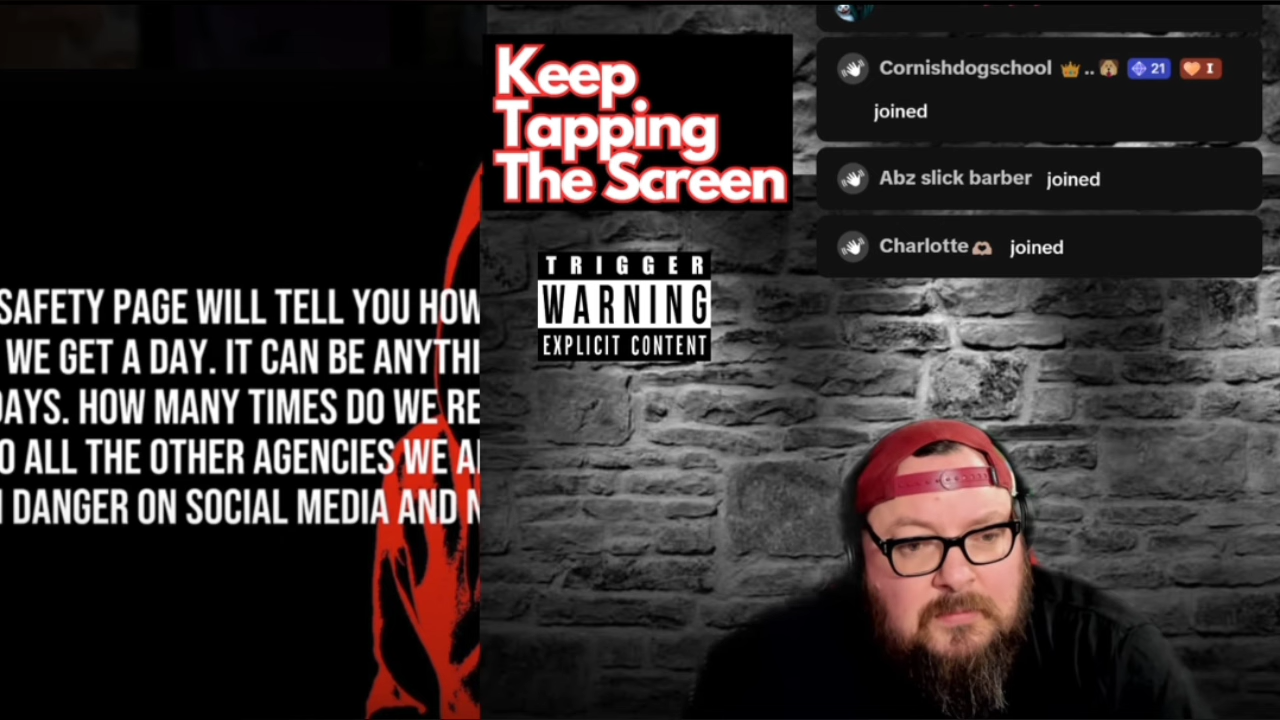 SAFETY PAGE WILL TELL YOU HOW
WE GET A DAY. IT CAN BE ANYTHI
DAYS. HOW MANY TIMES DO WE RE
O ALL THE OTHER AGENCIES WE A
DANGER ON SOCIAL MEDIA AND N
Keep
Tapping
The Screen
TRIGGER
WARNING
EXPLICIT CONTENT
Cornishdogschool .. 21 I
joined
Abz slick barber joined
Charlotte joined